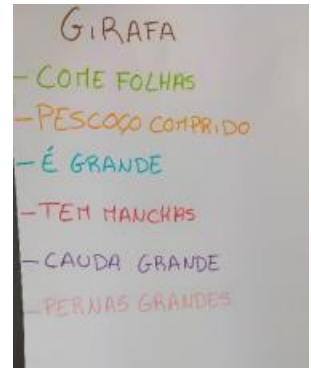 GIRAFA
- COME FOLHAS
- PESCOÇO COMPRIDO
- É GRANDE
- TEM MANCHAS
- CAUDA GRANDE
- PERNAS GRANDES